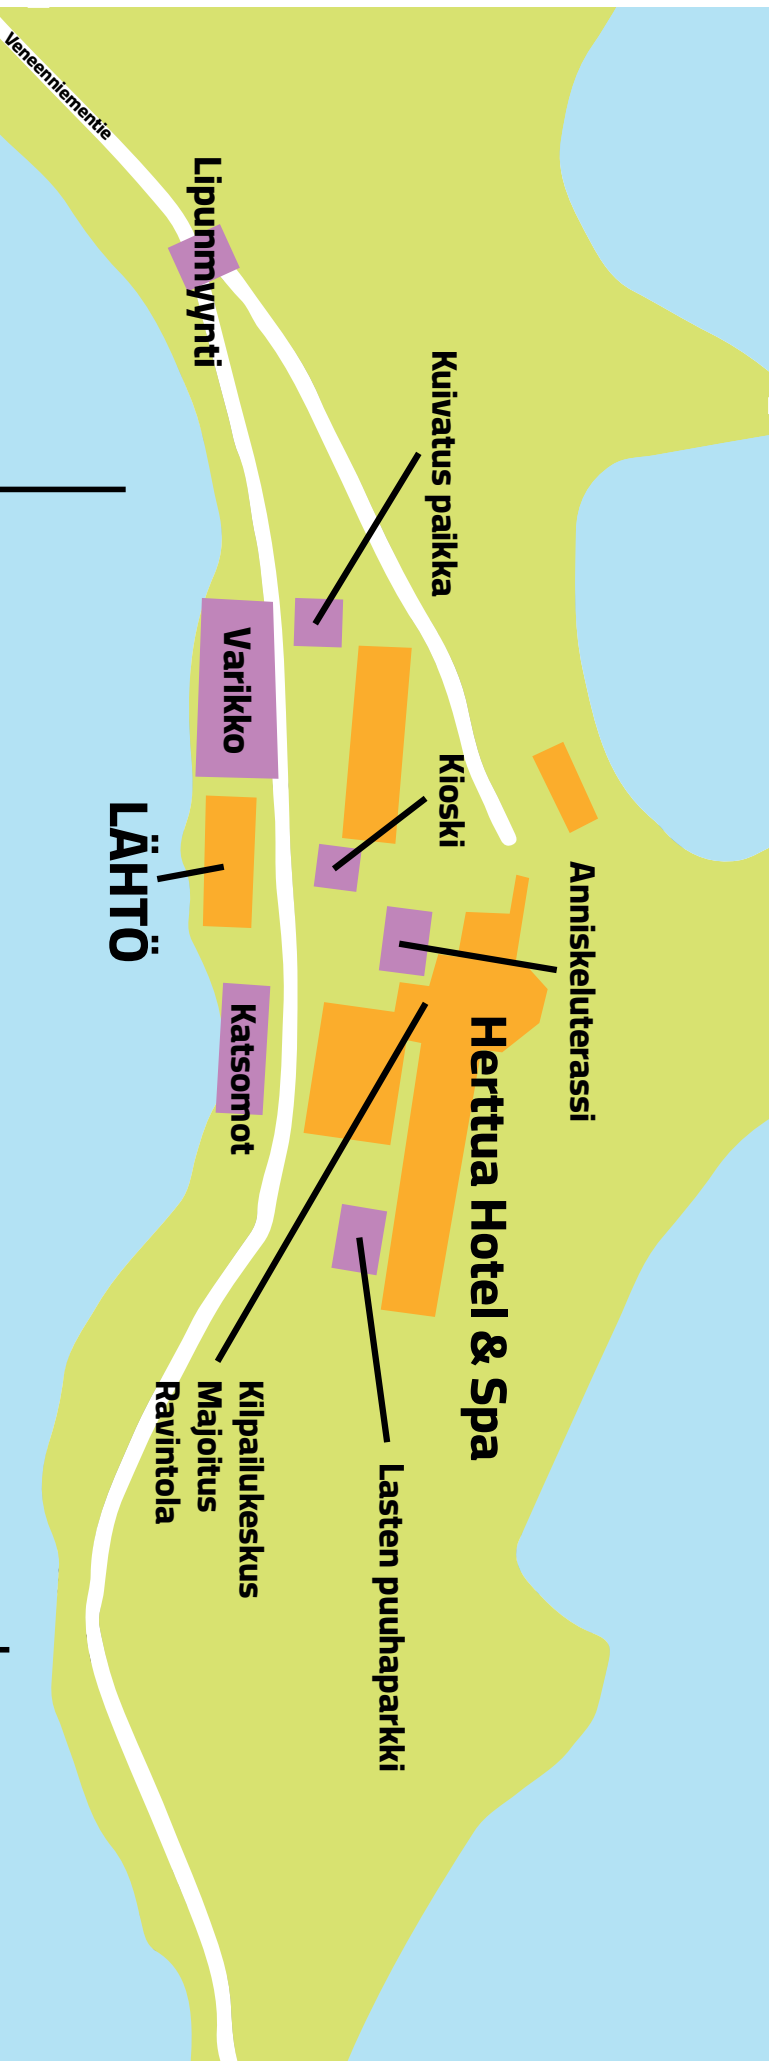 Veneenniementie
Lipunmyynti
Kuivatus paikka
Varikko
Kioski
LÄHTÖ
Anniskeluterassi
Katsomot
Herttua Hotel & Spa
Kilpailukeskus
Majoitus
Ravintola
Lasten puuhaparkki